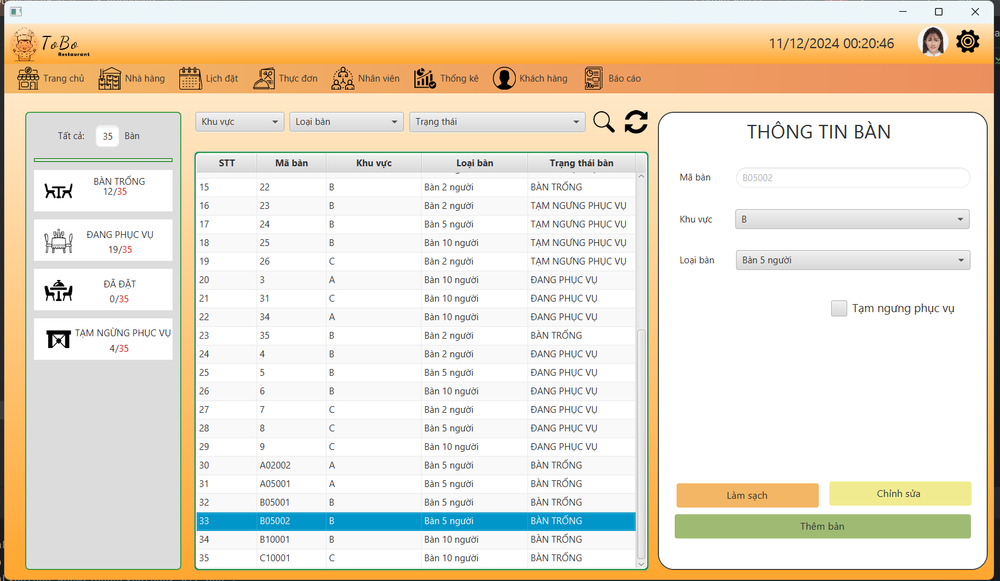 ToBo
Restaurant
11/12/2024 00:20:46
Trang chủ
Nhà hàng
Lịch đặt
Thực đơn
Nhân viên
Thống kê
Khách hàng
Báo cáo
Tất cả: 35 Bàn
BÀN TRỐNG
12/35
ĐANG PHỤC VỤ
19/35
ĐÃ ĐẶT
0/35
TẠM NGỪNG PHỤC VỤ
4/35
Khu vực Loại bàn Trạng thái
STT Mã bàn Khu vực Loại bàn Trạng thái bàn
15 22 B Bàn 2 người BÀN TRỐNG
16 23 B Bàn 2 người TẠM NGƯNG PHỤC VỤ
17 24 B Bàn 5 người TẠM NGƯNG PHỤC VỤ
18 25 B Bàn 10 người TẠM NGƯNG PHỤC VỤ
19 26 C Bàn 2 người TẠM NGƯNG PHỤC VỤ
20 3 A Bàn 10 người ĐANG PHỤC VỤ
21 31 C Bàn 10 người ĐANG PHỤC VỤ
22 34 A Bàn 10 người ĐANG PHỤC VỤ
23 35 B Bàn 2 người BÀN TRỐNG
24 4 B Bàn 2 người ĐANG PHỤC VỤ
25 5 B Bàn 5 người ĐANG PHỤC VỤ
26 6 B Bàn 10 người ĐANG PHỤC VỤ
27 7 C Bàn 2 người ĐANG PHỤC VỤ
28 8 C Bàn 5 người ĐANG PHỤC VỤ
29 9 C Bàn 10 người ĐANG PHỤC VỤ
30 A02002 A Bàn 5 người BÀN TRỐNG
31 A05001 A Bàn 5 người BÀN TRỐNG
32 B05001 B Bàn 5 người BÀN TRỐNG
33 B05002 B Bàn 5 người BÀN TRỐNG
34 B10001 B Bàn 10 người BÀN TRỐNG
35 C10001 C Bàn 10 người BÀN TRỐNG
THÔNG TIN BÀN
Mã bàn B05002
Khu vực B
Loại bàn Bàn 5 người
Tạm ngưng phục vụ
Làm sạch
Chỉnh sửa
Thêm bàn